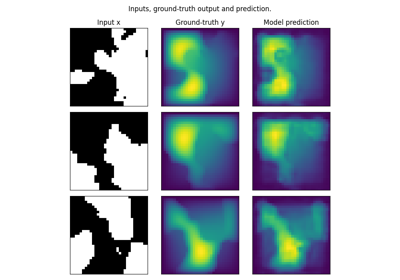 Inputs, ground-truth output and prediction.
Input x
Ground-truth y
Model prediction